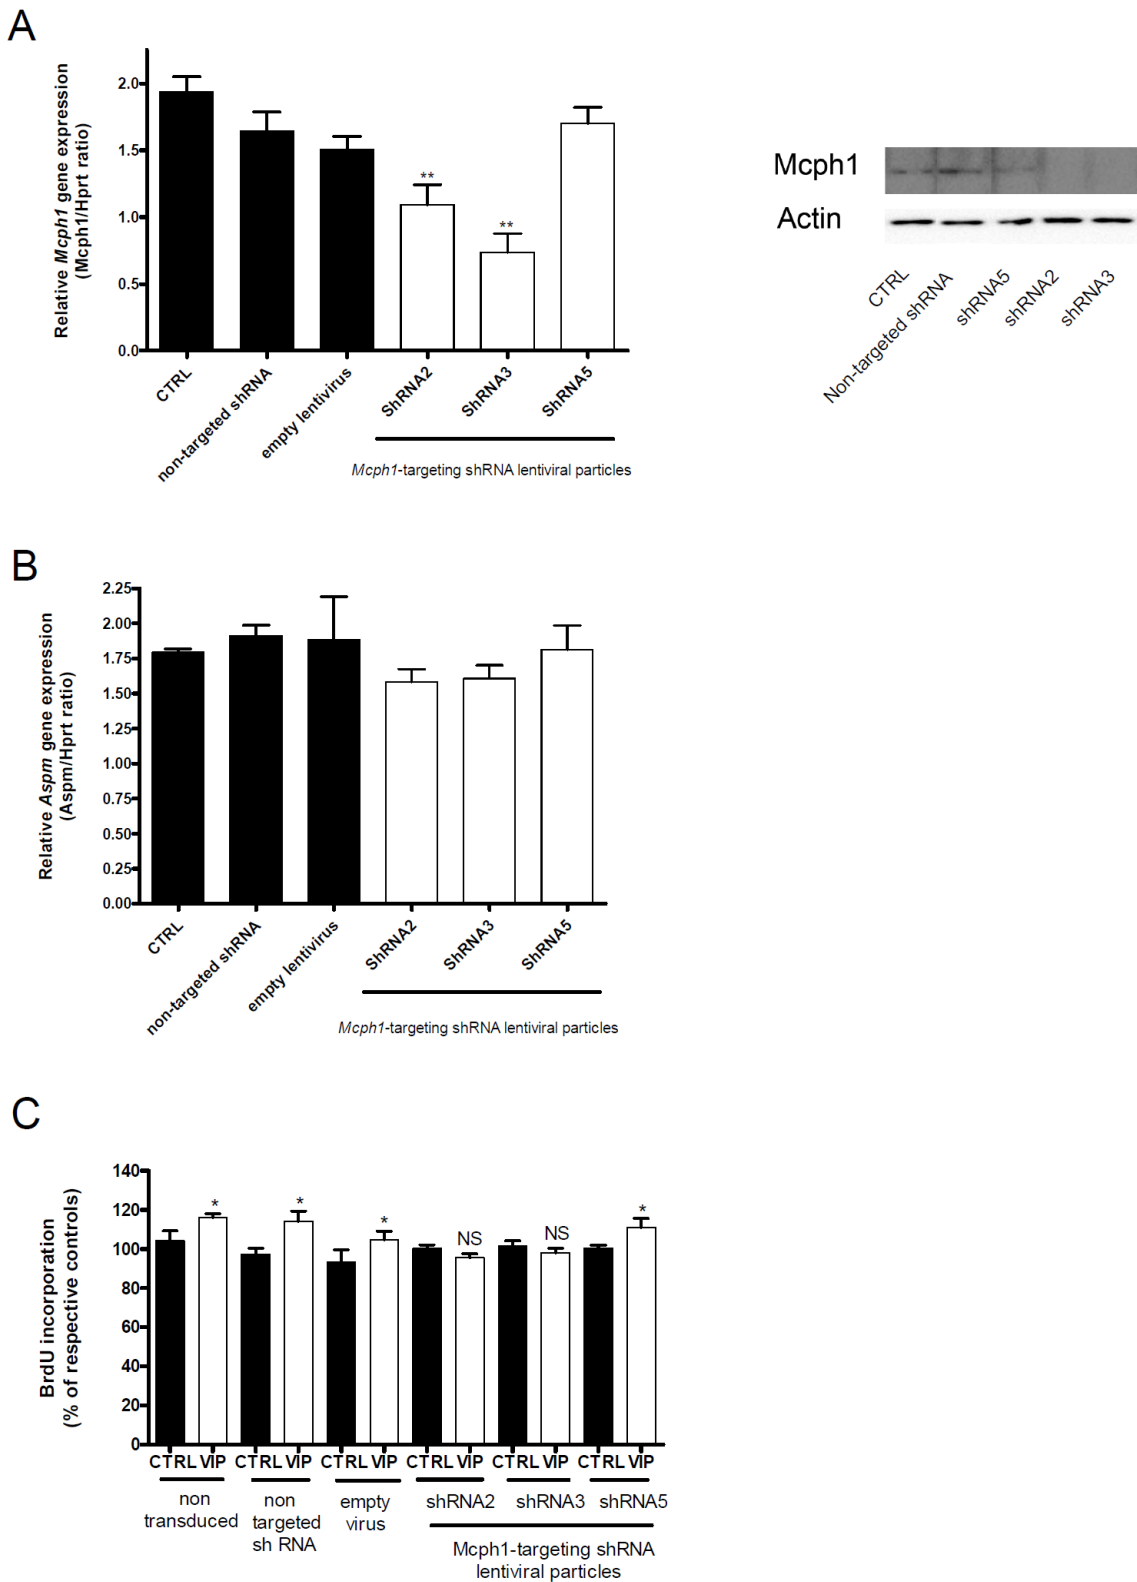 A
Relative Mcph1 gene expression
(Mcph1/Hprt ratio)
2.0
1.5
1.0
0.5
0.0
**
**
CTRL
non-targeted shRNA
empty lentivirus
ShRNA2
ShRNA3
ShRNA5
Mcph1-targeting shRNA lentiviral particles
Mcph1
Actin
CTRL
Non-targeted shRNA
shRNA5
shRNA2
shRNA3
B
Relative Aspm gene expression
(Aspm/Hprt ratio)
2.25
2.00
1.75
1.50
1.25
1.00
0.75
0.50
0.25
0.00
CTRL
non-targeted shRNA
empty lentivirus
ShRNA2
ShRNA3
ShRNA5
Mcph1-targeting shRNA lentiviral particles
C
BrdU incorporation
(% of respective controls)
140
120
100
80
60
40
20
0
*
*
*
NS
NS
*
CTRL VIP CTRL VIP CTRL VIP CTRL VIP CTRL VIP CTRL VIP
non
transduced
non
targeted
sh RNA
empty
virus
shRNA2
shRNA3
shRNA5
Mcph1-targeting shRNA
lentiviral particles